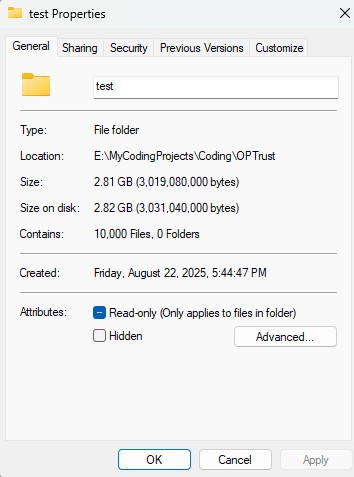 test Properties
General Sharing Security Previous Versions Customize
test
Type: File folder
Location: E:\MyCodingProjects\Coding\OPTrust
Size: 2.81 GB (3,019,080,000 bytes)
Size on disk: 2.82 GB (3,031,040,000 bytes)
Contains: 10,000 Files, 0 Folders
Created: Friday, August 22, 2025, 5:44:47 PM
Attributes: Read-only (Only applies to files in folder)
Hidden Advanced...
OK Cancel Apply